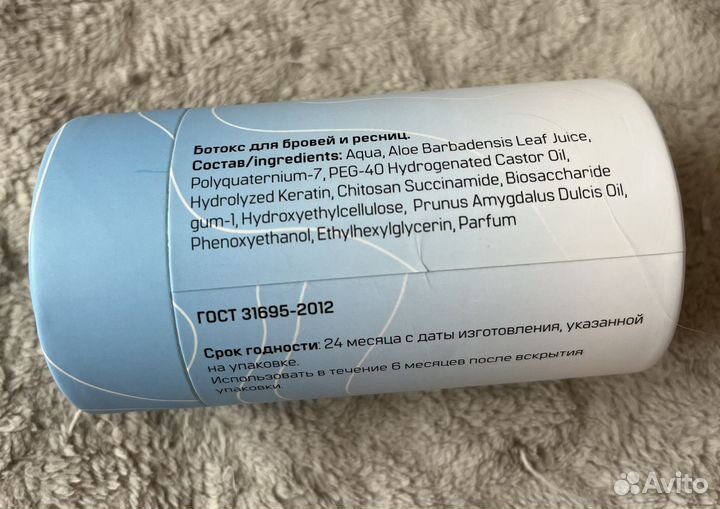 Ботокс для бровей и ресниц.
Состав/ingredients: Aqua, Aloe Barbadensis Leaf Juice,
Polyquaternium-7, PEG-40 Hydrogenated Castor Oil,
Hydrolyzed Keratin, Chitosan Succinamide, Biosaccharide
gum-1, Hydroxyethylcellulose, Prunus Amygdalus Dulcis Oil,
Phenoxyethanol, Ethylhexylglycerin, Parfum
ГОСТ 31695-2012
Срок годности: 24 месяца с даты изготовления, указанной
на упаковке.
Использовать в течение 6 месяцев после вскрытия
упаковки.
Avito